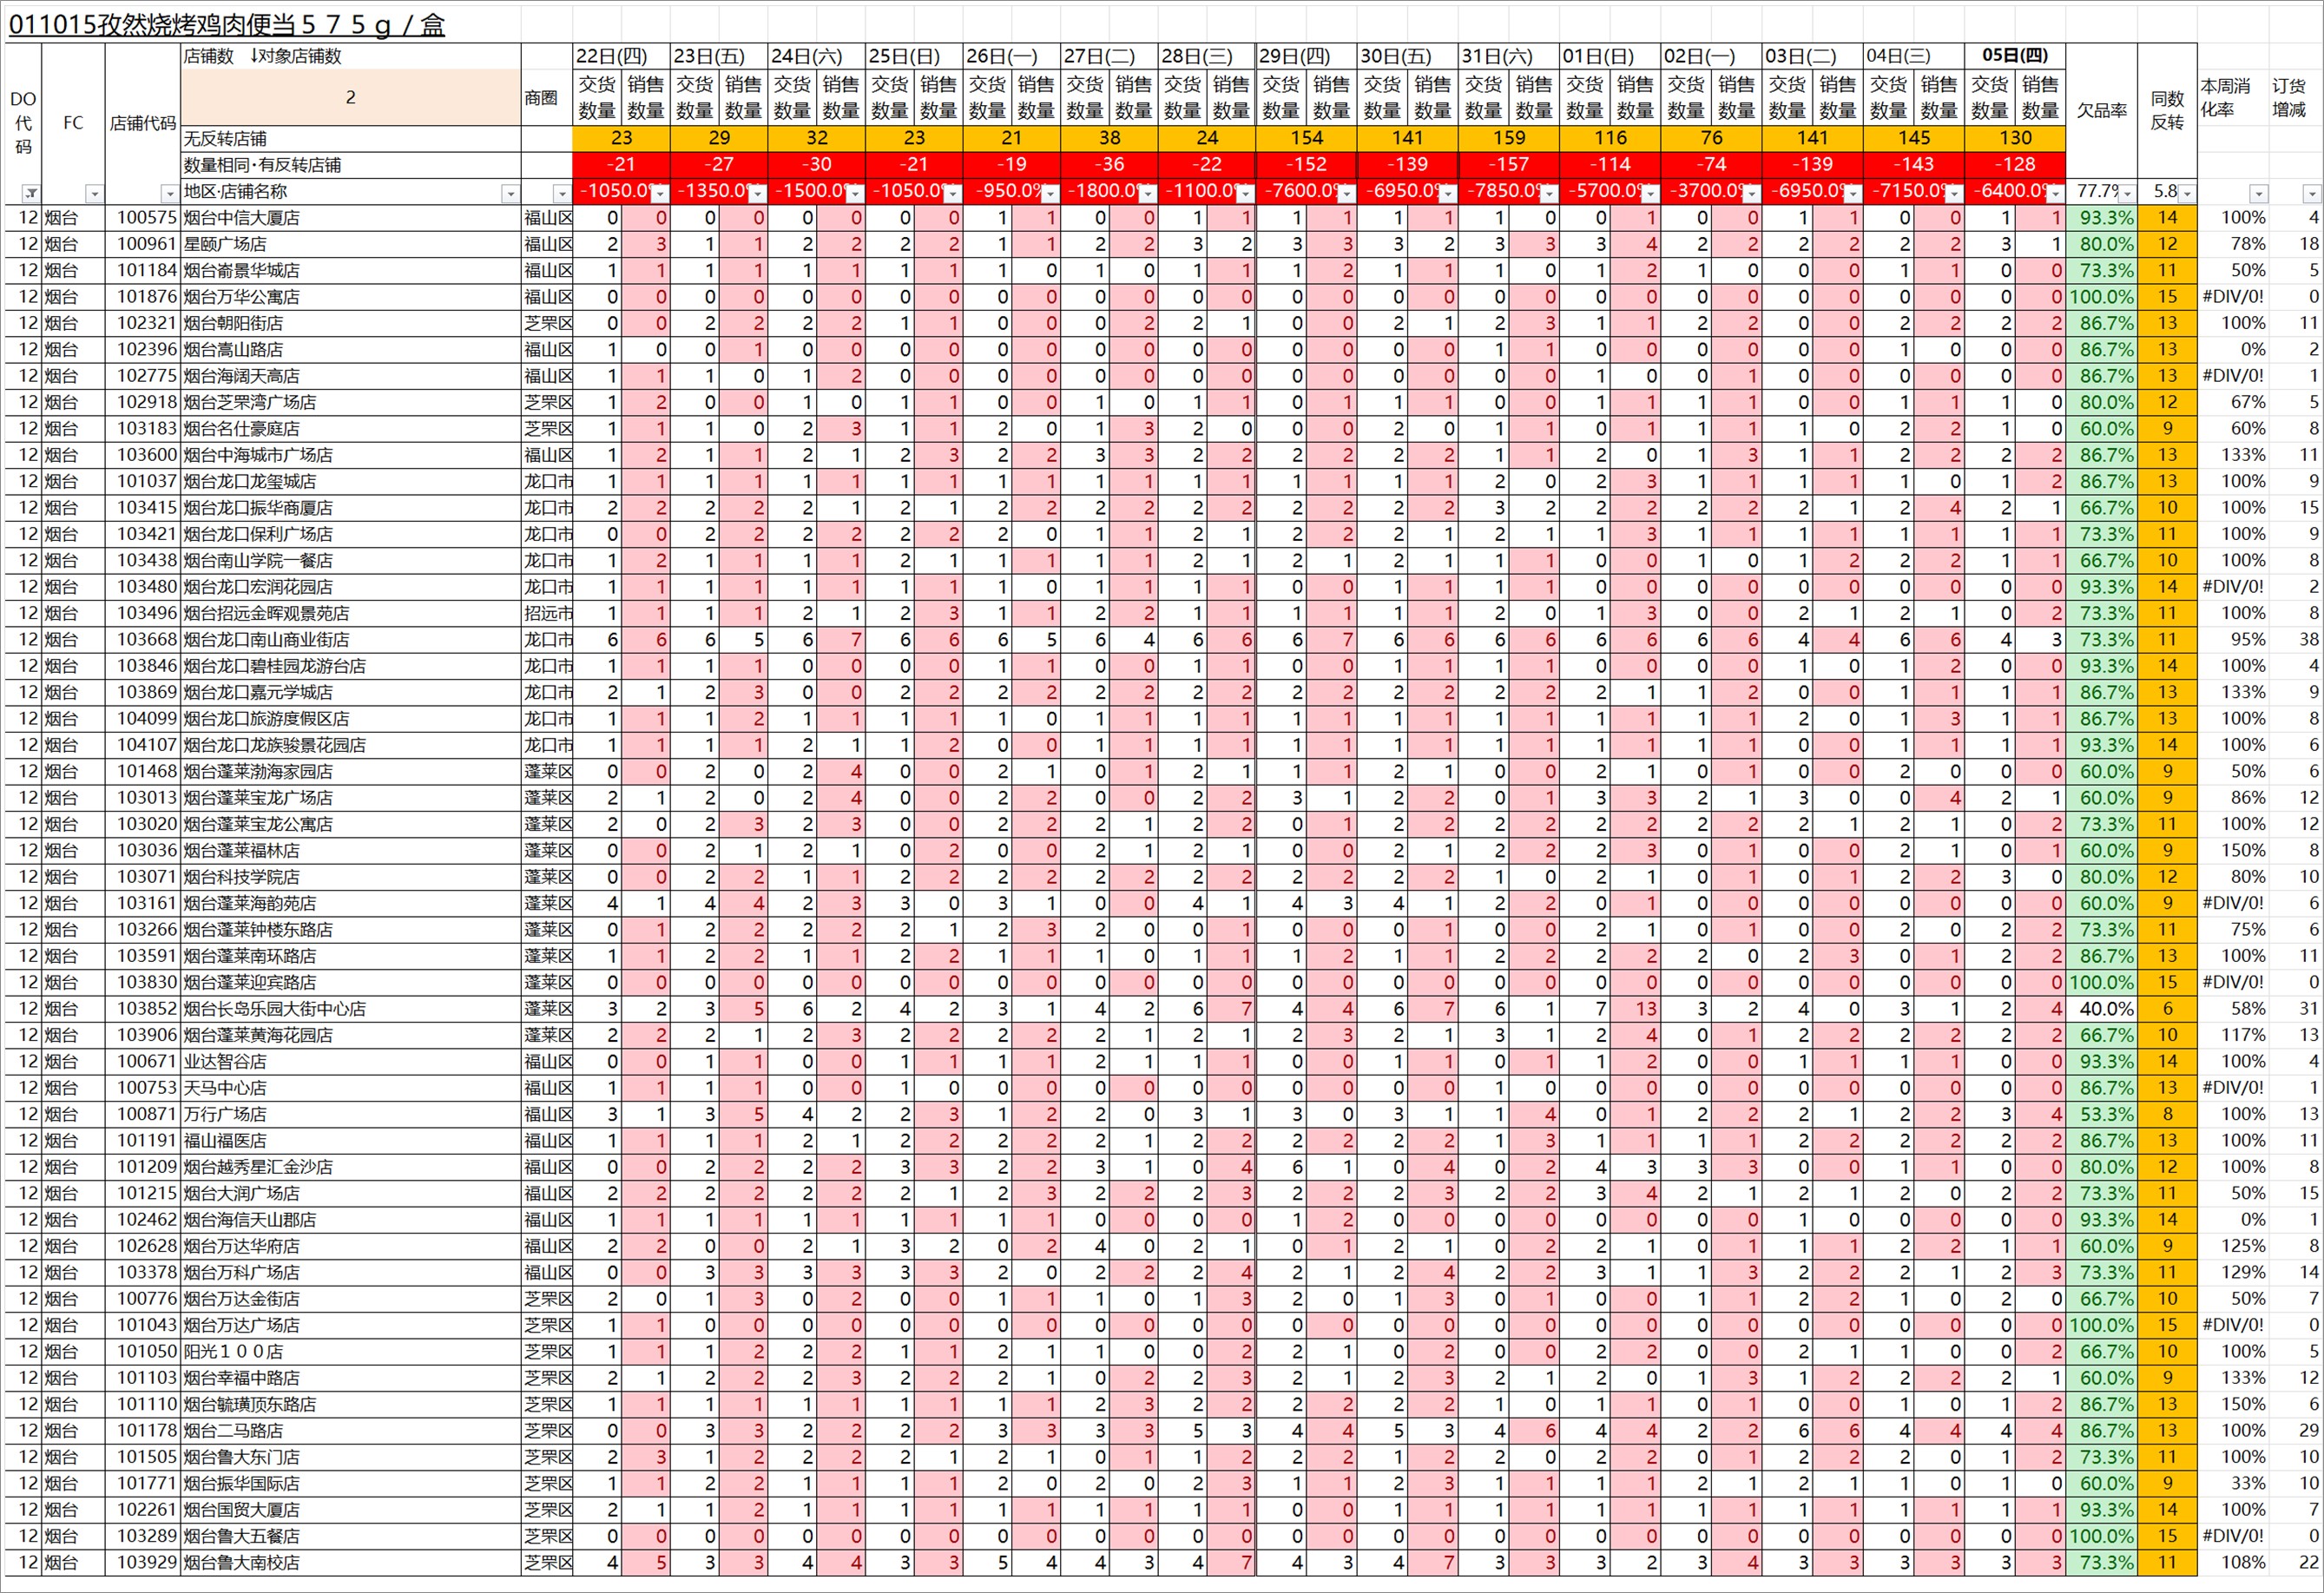 011015孜然烧烤鸡肉便当５７５ｇ／盒
DO代码 FC 店铺代码 店铺数 ↓对象店铺数 商圈 22日(四) 23日(五) 24日(六) 25日(日) 26日(一) 27日(二) 28日(三) 29日(四) 30日(五) 31日(六) 01日(日) 02日(一) 03日(二) 04日(三) 05日(四) 欠品率 同数反转 本周消化率 订货增减
2 交货数量 销售数量 交货数量 销售数量 交货数量 销售数量 交货数量 销售数量 交货数量 销售数量 交货数量 销售数量 交货数量 销售数量 交货数量 销售数量 交货数量 销售数量 交货数量 销售数量 交货数量 销售数量 交货数量 销售数量 交货数量 销售数量 交货数量 销售数量 交货数量 销售数量
无反转店铺 23 29 32 23 21 38 24 154 141 159 116 76 141 145 130
数量相同·有反转店铺 -21 -27 -30 -21 -19 -36 -22 -152 -139 -157 -114 -74 -139 -143 -128
地区·店铺名称 -1050.0% -1350.0% -1500.0% -1050.0% -950.0% -1800.0% -1100.0% -7600.0% -6950.0% -7850.0% -5700.0% -3700.0% -6950.0% -7150.0% -6400.0% 77.7% 5.8
12 烟台 100575 烟台中信大厦店 福山区 0 0 0 0 0 0 0 0 1 1 0 0 1 1 1 1 1 1 1 0 0 1 0 0 1 1 0 0 1 1 93.3% 14 100% 4
12 烟台 100961 星颐广场店 福山区 2 3 1 1 2 2 2 2 1 1 2 2 3 2 3 3 3 2 3 3 3 4 2 2 2 2 2 2 3 1 80.0% 12 78% 18
12 烟台 101184 烟台嵛景华城店 福山区 1 1 1 1 1 1 1 1 1 0 1 0 1 1 1 2 1 1 1 0 1 2 1 0 0 0 1 1 0 0 73.3% 11 50% 5
12 烟台 101876 烟台万华公寓店 福山区 0 0 0 0 0 0 0 0 0 0 0 0 0 0 0 0 0 0 0 0 0 0 0 0 0 0 0 0 0 0 100.0% 15 #DIV/0! 0
12 烟台 102321 烟台朝阳街店 芝罘区 0 0 2 2 2 2 1 1 0 0 0 2 2 1 0 0 2 1 2 3 1 1 2 2 0 0 2 2 2 2 86.7% 13 100% 11
12 烟台 102396 烟台嵩山路店 福山区 1 0 0 1 0 0 0 0 0 0 0 0 0 0 0 0 0 0 1 1 0 0 0 0 0 0 1 0 0 0 86.7% 13 0% 2
12 烟台 102775 烟台海阔天高店 福山区 1 1 1 0 1 2 0 0 0 0 0 0 0 0 0 0 0 0 0 0 1 0 0 1 0 0 0 0 0 0 86.7% 13 #DIV/0! 1
12 烟台 102918 烟台芝罘湾广场店 芝罘区 1 2 0 0 1 0 1 1 0 0 1 0 1 1 0 1 1 1 0 0 1 1 1 1 0 0 1 1 1 0 80.0% 12 67% 5
12 烟台 103183 烟台名仕豪庭店 芝罘区 1 1 1 0 2 3 1 1 2 0 1 3 2 0 0 0 2 0 1 1 0 1 1 1 1 0 2 2 1 0 60.0% 9 60% 8
12 烟台 103600 烟台中海城市广场店 福山区 1 2 1 1 2 1 2 3 2 2 3 3 2 2 2 2 2 2 1 1 2 0 1 3 1 1 2 2 2 2 86.7% 13 133% 11
12 烟台 101037 烟台龙口龙玺城店 龙口市 1 1 1 1 1 1 1 1 1 1 1 1 1 1 1 1 1 1 2 0 2 3 1 1 1 1 1 0 1 2 86.7% 13 100% 9
12 烟台 103415 烟台龙口振华商厦店 龙口市 2 2 2 2 2 1 2 1 2 2 2 2 2 2 2 2 2 2 3 2 2 2 2 2 2 1 2 4 2 1 66.7% 10 100% 15
12 烟台 103421 烟台龙口保利广场店 龙口市 0 0 2 2 2 2 2 2 2 0 1 1 2 1 2 2 2 1 2 1 1 3 1 1 1 1 1 1 1 1 73.3% 11 100% 9
12 烟台 103438 烟台南山学院一餐店 龙口市 1 2 1 1 1 1 2 1 1 1 1 1 2 1 2 1 2 1 1 1 0 0 1 0 1 2 2 2 1 1 66.7% 10 100% 8
12 烟台 103480 烟台龙口宏润花园店 龙口市 1 1 1 1 1 1 1 1 1 0 1 1 1 1 0 0 1 1 1 1 0 0 0 0 0 0 0 0 0 0 93.3% 14 #DIV/0! 2
12 烟台 103496 烟台招远金晖观景苑店 招远市 1 1 1 1 2 1 2 3 1 1 2 2 1 1 1 1 1 1 2 0 1 3 0 0 2 1 2 1 0 2 73.3% 11 100% 8
12 烟台 103668 烟台龙口南山商业街店 龙口市 6 6 6 5 6 7 6 6 6 5 6 4 6 6 6 7 6 6 6 6 6 6 6 6 4 4 6 6 4 3 73.3% 11 95% 38
12 烟台 103846 烟台龙口碧桂园龙游台店 龙口市 1 1 1 1 0 0 0 0 1 1 0 0 1 1 0 0 1 1 1 1 0 0 0 0 1 0 1 2 0 0 93.3% 14 100% 4
12 烟台 103869 烟台龙口嘉元学城店 龙口市 2 1 2 3 0 0 2 2 2 2 2 2 2 2 2 2 2 2 2 2 2 1 1 2 0 0 1 1 1 1 86.7% 13 133% 9
12 烟台 104099 烟台龙口旅游度假区店 龙口市 1 1 1 2 1 1 1 1 1 0 1 1 1 1 1 1 1 1 1 1 1 1 1 1 2 0 1 3 1 1 86.7% 13 100% 8
12 烟台 104107 烟台龙口龙族骏景花园店 龙口市 1 1 1 1 2 1 1 2 0 0 1 1 1 1 1 1 1 1 1 1 1 1 1 1 0 0 1 1 1 1 93.3% 14 100% 6
12 烟台 101468 烟台蓬莱渤海家园店 蓬莱区 0 0 2 0 2 4 0 0 2 1 0 1 2 1 1 1 2 1 0 0 2 1 0 1 0 0 2 0 0 0 60.0% 9 50% 6
12 烟台 103013 烟台蓬莱宝龙广场店 蓬莱区 2 1 2 0 2 4 0 0 2 2 0 0 2 2 3 1 2 2 0 1 3 3 2 1 3 0 0 4 2 1 60.0% 9 86% 12
12 烟台 103020 烟台蓬莱宝龙公寓店 蓬莱区 2 0 2 3 2 3 0 0 2 2 2 1 2 2 0 1 2 2 2 2 2 2 2 2 2 1 2 1 0 2 73.3% 11 100% 12
12 烟台 103036 烟台蓬莱福林店 蓬莱区 0 0 2 1 2 1 0 2 0 0 2 1 2 1 0 0 2 1 2 2 2 3 0 1 0 0 2 1 0 1 60.0% 9 150% 8
12 烟台 103071 烟台科技学院店 蓬莱区 0 0 2 2 1 1 2 2 2 2 2 2 2 2 2 2 2 2 1 0 2 1 0 1 0 1 2 2 3 0 80.0% 12 80% 10
12 烟台 103161 烟台蓬莱海韵苑店 蓬莱区 4 1 4 4 2 3 3 0 3 1 0 0 4 1 4 3 4 1 2 2 0 1 0 0 0 0 0 0 0 0 60.0% 9 #DIV/0! 6
12 烟台 103266 烟台蓬莱钟楼东路店 蓬莱区 0 1 2 2 2 2 2 1 2 3 2 0 0 1 0 0 0 1 0 0 2 1 0 1 0 0 2 0 2 2 73.3% 11 75% 6
12 烟台 103591 烟台蓬莱南环路店 蓬莱区 1 1 2 2 1 1 2 2 1 1 1 0 1 1 1 2 1 1 2 2 2 2 2 0 2 3 0 1 2 2 86.7% 13 100% 11
12 烟台 103830 烟台蓬莱迎宾路店 蓬莱区 0 0 0 0 0 0 0 0 0 0 0 0 0 0 0 0 0 0 0 0 0 0 0 0 0 0 0 0 0 0 100.0% 15 #DIV/0! 0
12 烟台 103852 烟台长岛乐园大街中心店 蓬莱区 3 2 3 5 6 2 4 2 3 1 4 2 6 7 4 4 6 7 6 1 7 13 3 2 4 0 3 1 2 4 40.0% 6 58% 31
12 烟台 103906 烟台蓬莱黄海花园店 蓬莱区 2 2 2 1 2 3 2 2 2 2 2 1 2 1 2 3 2 1 3 1 2 4 0 1 2 2 2 2 2 2 66.7% 10 117% 13
12 烟台 100671 业达智谷店 福山区 0 0 1 1 0 0 1 1 1 1 2 1 1 1 0 0 1 1 0 1 1 2 0 0 1 1 1 1 0 0 93.3% 14 100% 4
12 烟台 100753 天马中心店 福山区 1 1 1 1 0 0 1 0 0 0 0 0 0 0 0 0 0 0 1 0 0 0 0 0 0 0 0 0 0 0 86.7% 13 #DIV/0! 1
12 烟台 100871 万行广场店 福山区 3 1 3 5 4 2 2 3 1 2 2 0 3 1 3 0 3 1 1 4 0 1 2 2 2 1 2 2 3 4 53.3% 8 100% 13
12 烟台 101191 福山福医店 福山区 1 1 1 1 2 1 2 2 2 2 2 1 2 2 2 2 2 2 1 3 1 1 1 1 2 2 2 2 2 2 86.7% 13 100% 11
12 烟台 101209 烟台越秀星汇金沙店 福山区 0 0 2 2 2 2 3 3 2 2 3 1 0 4 6 1 0 4 0 2 4 3 3 3 0 0 1 1 0 0 80.0% 12 100% 8
12 烟台 101215 烟台大润广场店 福山区 2 2 2 2 2 2 2 1 2 3 2 2 2 3 2 2 2 3 2 2 3 4 2 1 2 1 2 0 2 2 73.3% 11 50% 15
12 烟台 102462 烟台海信天山郡店 福山区 1 1 1 1 1 1 1 1 1 1 0 0 0 0 1 2 0 0 0 0 0 0 0 0 1 0 0 0 0 0 93.3% 14 0% 1
12 烟台 102628 烟台万达华府店 福山区 2 2 0 0 2 1 3 2 0 2 4 0 2 1 0 1 2 1 0 2 2 1 0 1 1 1 2 2 1 1 60.0% 9 125% 8
12 烟台 103378 烟台万科广场店 福山区 0 0 3 3 3 3 3 3 2 0 2 2 2 4 2 1 2 4 2 2 3 1 1 3 2 2 2 1 2 3 73.3% 11 129% 14
12 烟台 100776 烟台万达金街店 芝罘区 2 0 1 3 0 2 0 0 1 1 1 0 1 3 2 0 1 3 0 1 0 0 1 1 2 2 1 0 2 0 66.7% 10 50% 7
12 烟台 101043 烟台万达广场店 芝罘区 1 1 0 0 0 0 0 0 0 0 0 0 0 0 0 0 0 0 0 0 0 0 0 0 0 0 0 0 0 0 100.0% 15 #DIV/0! 0
12 烟台 101050 阳光１００店 芝罘区 1 1 1 2 2 2 1 1 2 1 1 0 0 2 2 1 0 2 0 0 2 2 0 0 2 1 1 0 0 2 66.7% 10 100% 5
12 烟台 101103 烟台幸福中路店 芝罘区 2 1 2 2 2 3 2 2 2 1 0 2 2 3 2 1 2 3 2 1 2 0 1 3 1 2 2 2 2 1 60.0% 9 133% 12
12 烟台 101110 烟台毓璜顶东路店 芝罘区 1 1 1 1 1 1 1 1 1 1 2 3 2 2 2 2 2 2 1 0 1 1 0 1 0 0 1 0 1 2 86.7% 13 150% 6
12 烟台 101178 烟台二马路店 芝罘区 0 0 3 3 2 2 2 2 3 3 3 3 5 3 4 4 5 3 4 6 4 4 2 2 6 6 4 4 4 4 86.7% 13 100% 29
12 烟台 101505 烟台鲁大东门店 芝罘区 2 3 1 2 2 2 2 1 2 1 0 1 1 2 2 2 1 2 2 0 2 2 0 1 2 2 2 0 1 2 73.3% 11 100% 10
12 烟台 101771 烟台振华国际店 芝罘区 1 1 2 2 1 1 1 1 2 0 2 0 2 3 1 1 2 3 1 1 1 1 2 1 2 1 1 0 1 0 60.0% 9 33% 10
12 烟台 102261 烟台国贸大厦店 芝罘区 2 1 1 2 1 1 1 1 1 1 1 1 1 1 0 0 1 1 1 1 1 1 1 1 1 1 1 1 1 1 93.3% 14 100% 7
12 烟台 103289 烟台鲁大五餐店 芝罘区 0 0 0 0 0 0 0 0 0 0 0 0 0 0 0 0 0 0 0 0 0 0 0 0 0 0 0 0 0 0 100.0% 15 #DIV/0! 0
12 烟台 103929 烟台鲁大南校店 芝罘区 4 5 3 3 4 4 3 3 5 4 4 3 4 7 4 3 4 7 3 3 3 2 3 4 3 3 3 3 3 3 73.3% 11 108% 22